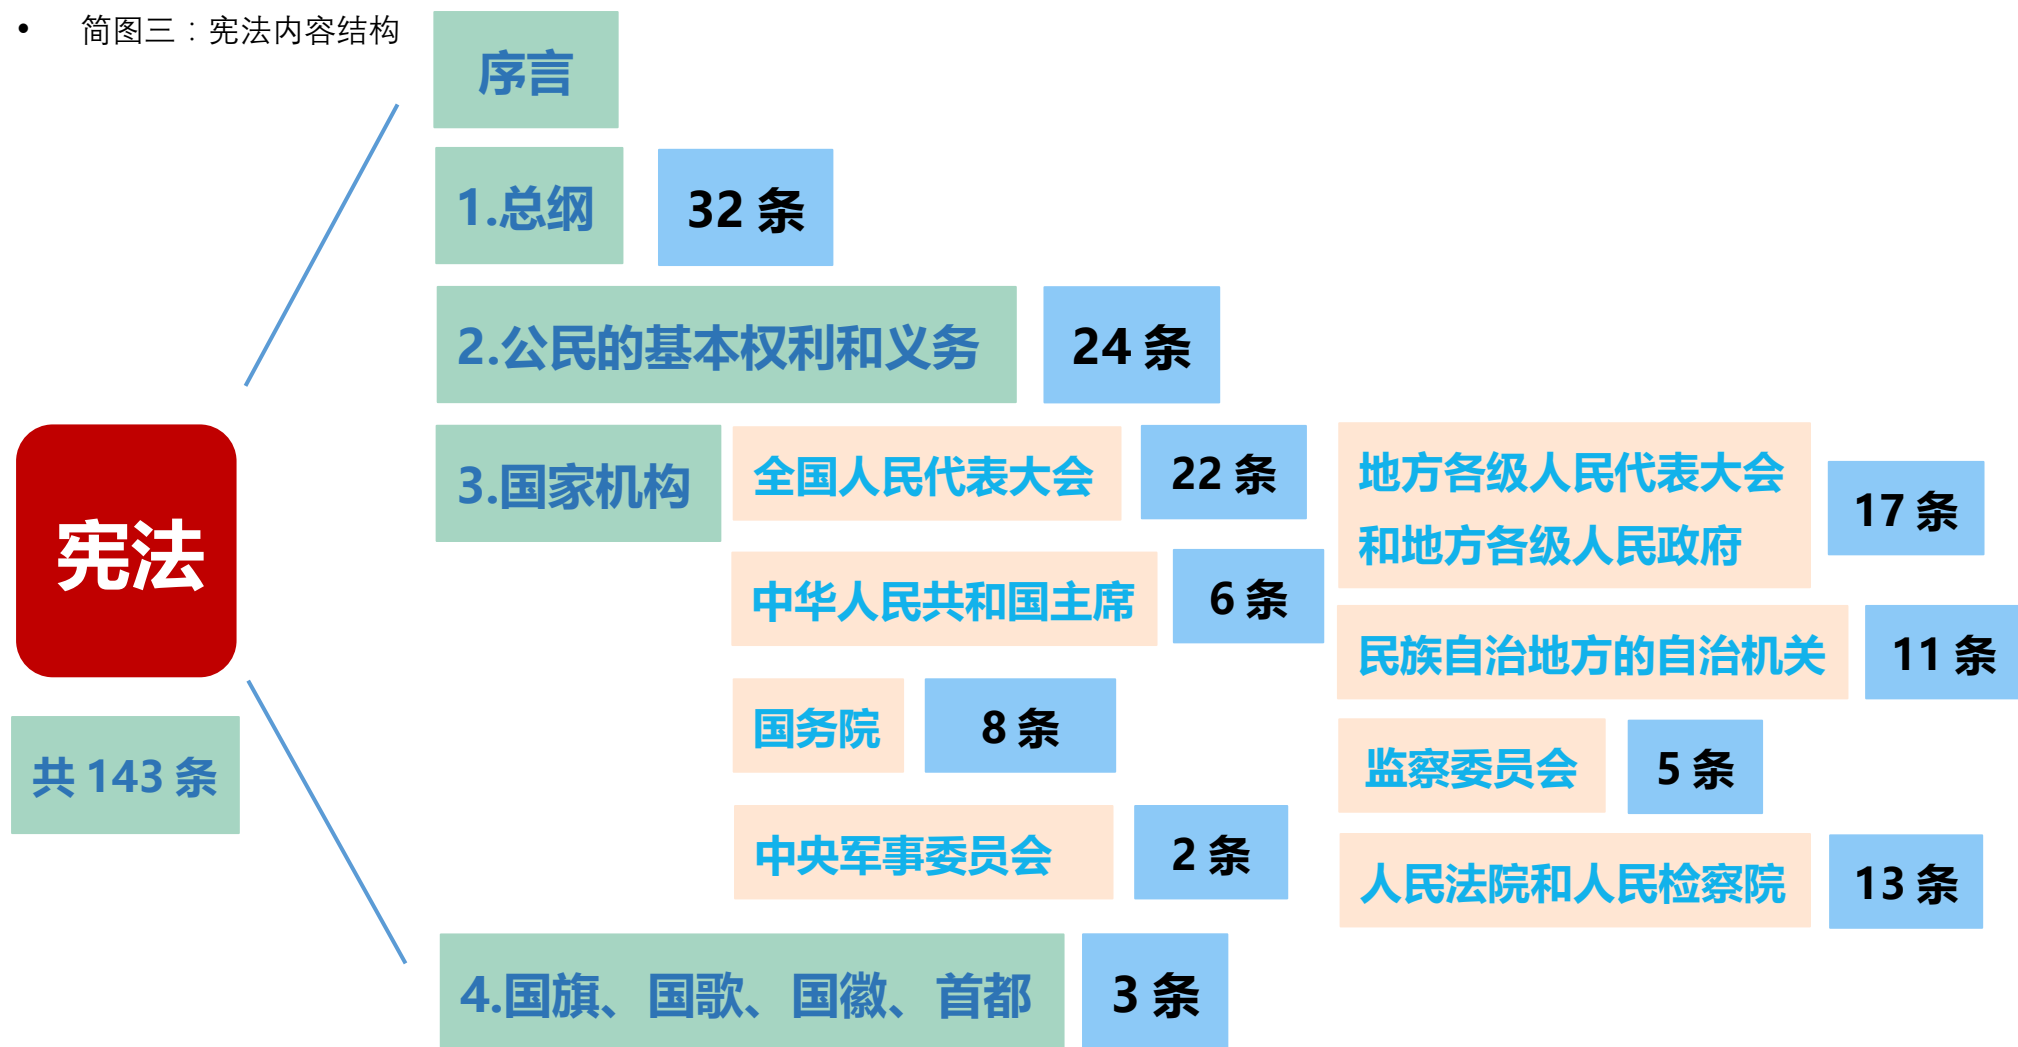 • 简图三：宪法内容结构
序言
1.总纲
32 条
2.公民的基本权利和义务
24 条
3.国家机构
全国人民代表大会
22 条
中华人民共和国主席
6 条
国务院
8 条
中央军事委员会
2 条
地方各级人民代表大会
和地方各级人民政府
17 条
民族自治地方的自治机关
11 条
监察委员会
5 条
人民法院和人民检察院
13 条
4.国旗、国歌、国徽、首都
3 条
宪法
共 143 条